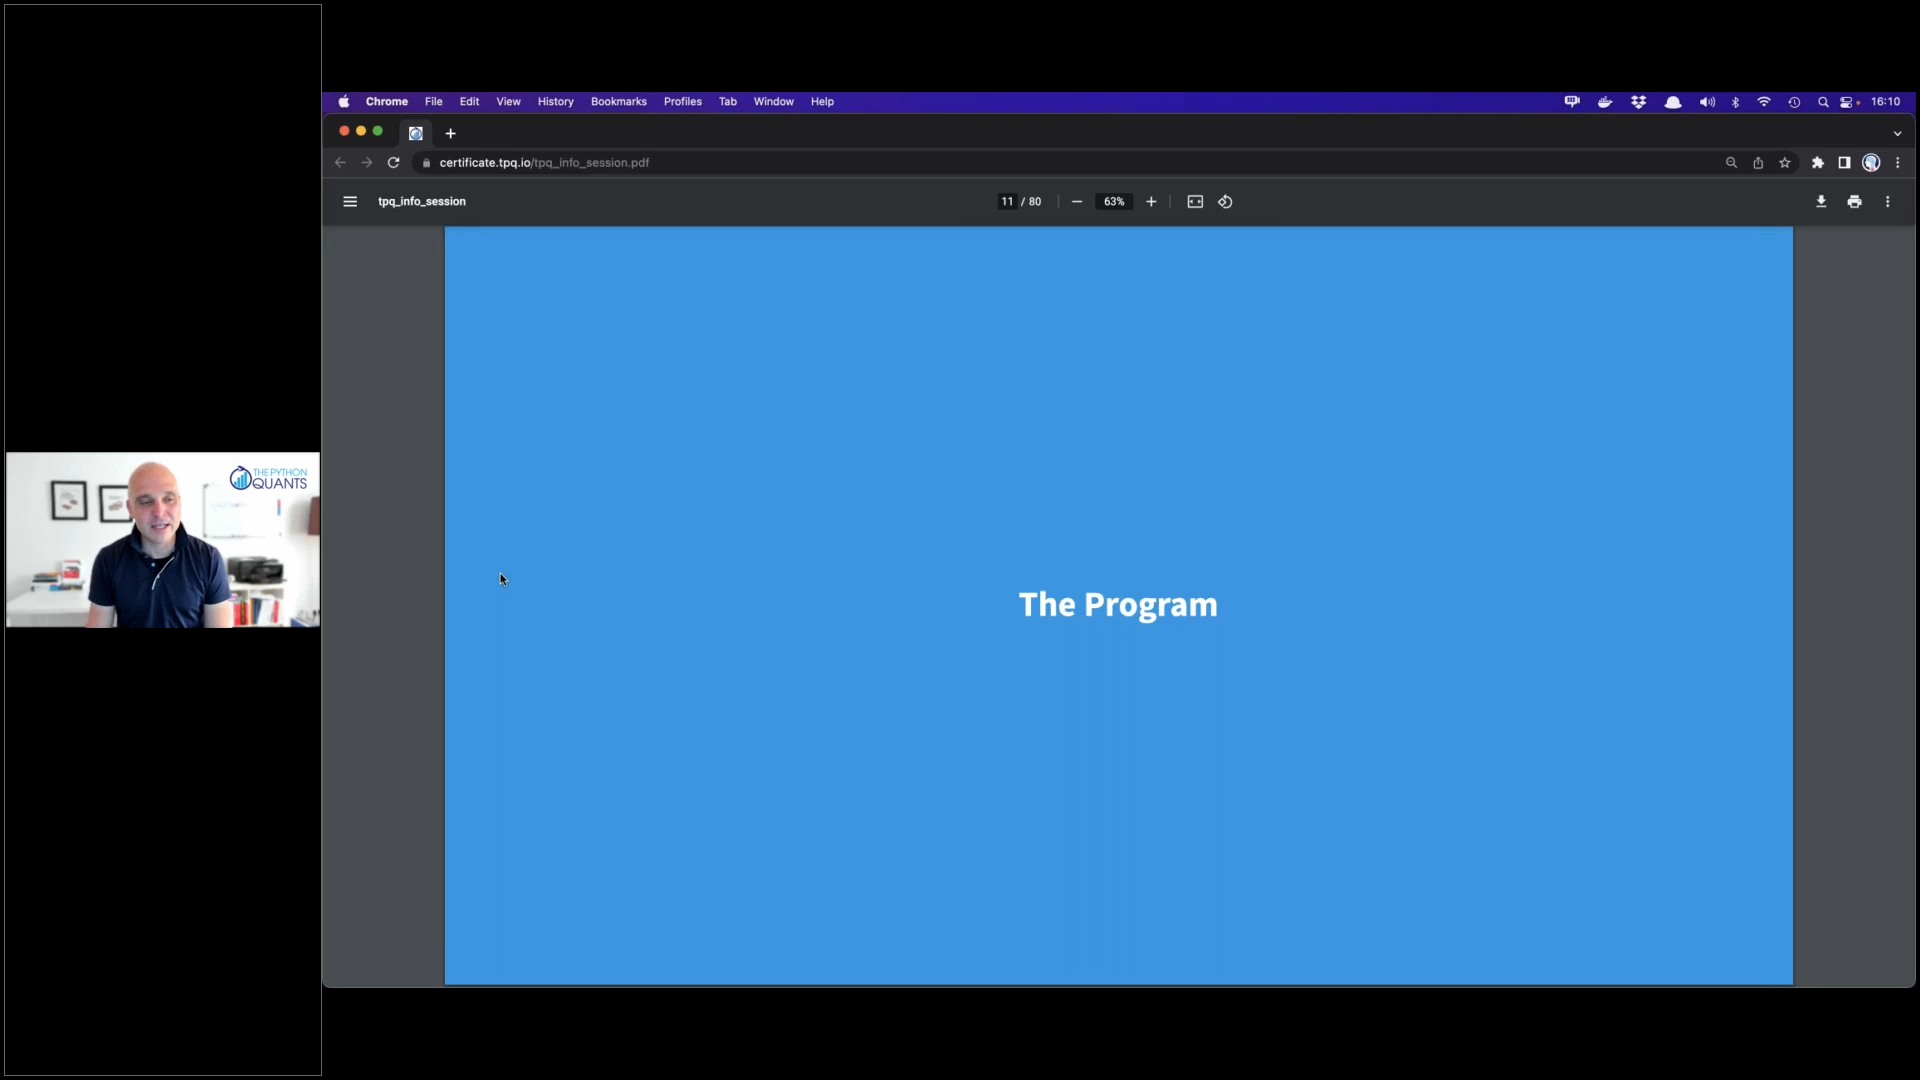 Chrome File Edit View History Bookmarks Profiles Tab Window Help 16:10
certificate.tpq.io/tpq_info_session.pdf
tpq_info_session 11 / 80 63%
THE PYTHON
QUANTS
The Program